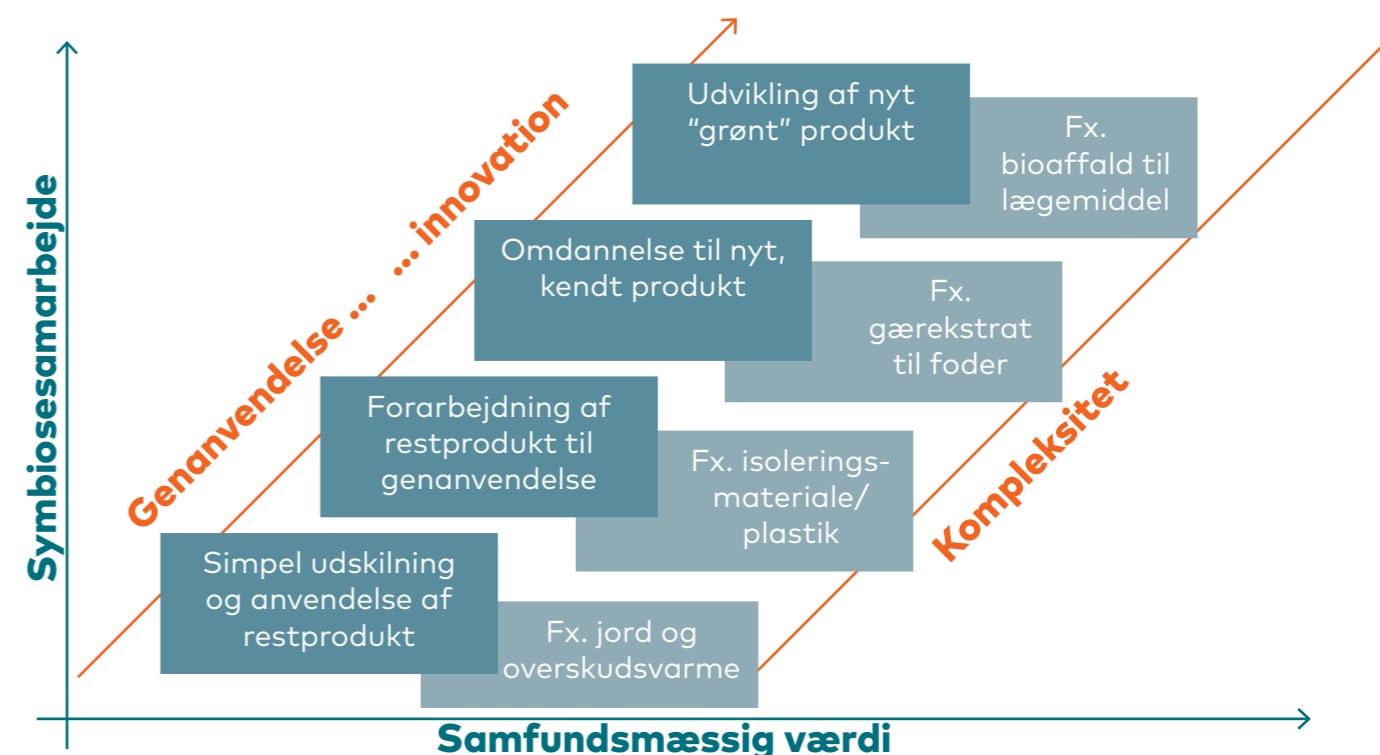 Symbiosesamarbejde
Genanvendelse ... ... innovation
Udvikling af nyt
“grønt” produkt
Fx.
bioaffald til
lægemiddel
Omdannelse til nyt,
kendt produkt
Fx.
gærekstrat
til foder
Forarbejdning af
restprodukt til
genanvendelse
Fx. isolerings-
materiale/
plastik
Simpel udskilning
og anvendelse af
restprodukt
Fx. jord og
overskudsvarme
Kompleksitet
Samfundsmæssig værdi